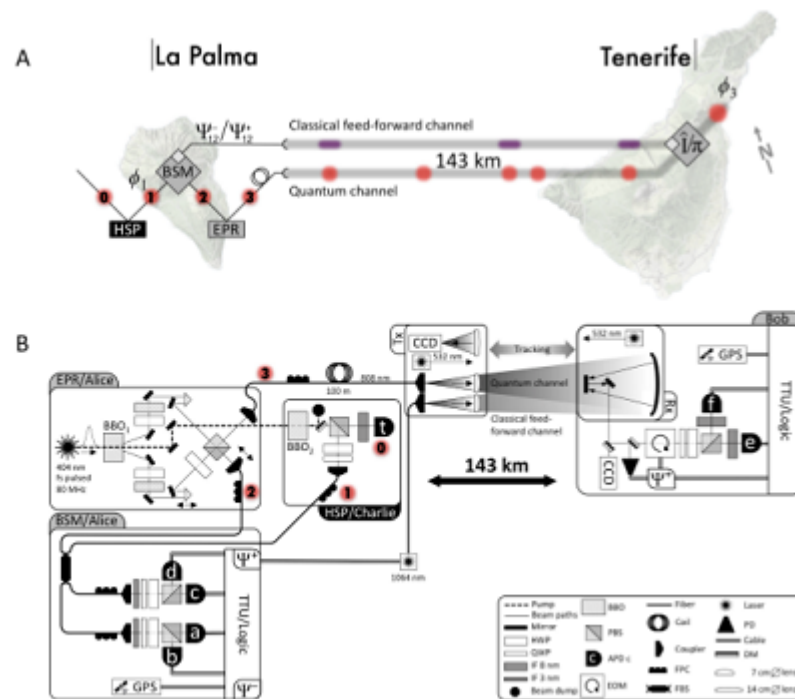 A
La Palma
Tenerife
Ψ⁻₁₂/Ψ⁺₁₂
Classical feed-forward channel
ϕ₃
Î/π
ϕ₁
BSM
143 km
0 1 2 3
Quantum channel
HSP
EPR
N
B
Bob
Tx
CCD
532 nm
Tracking
532 nm
GPS
EPR/Alice
3
100 m
808 nm
Quantum channel
Rx
TTU/Logic
f
BBO₁
BBO₂
t
0
Classical feed-
forward channel
e
404 nm
fs pulsed
80 MHz
2
1
143 km
CCD
Ψ⁺
HSP/Charlie
BSM/Alice
d
Ψ⁺
1064 nm
c
TTU/Logic
a
b
GPS
Ψ⁻
Pump
Beam paths
Mirror
HWP
QWP
IF 8 nm
IF 3 nm
Beam dump
BBO
PBS
c
APD c
EOM
Fiber
Coil
Coupler
FPC
FBS
Laser
PD
Cable
DM
7 cm ∅ lens
14 cm ∅ lens